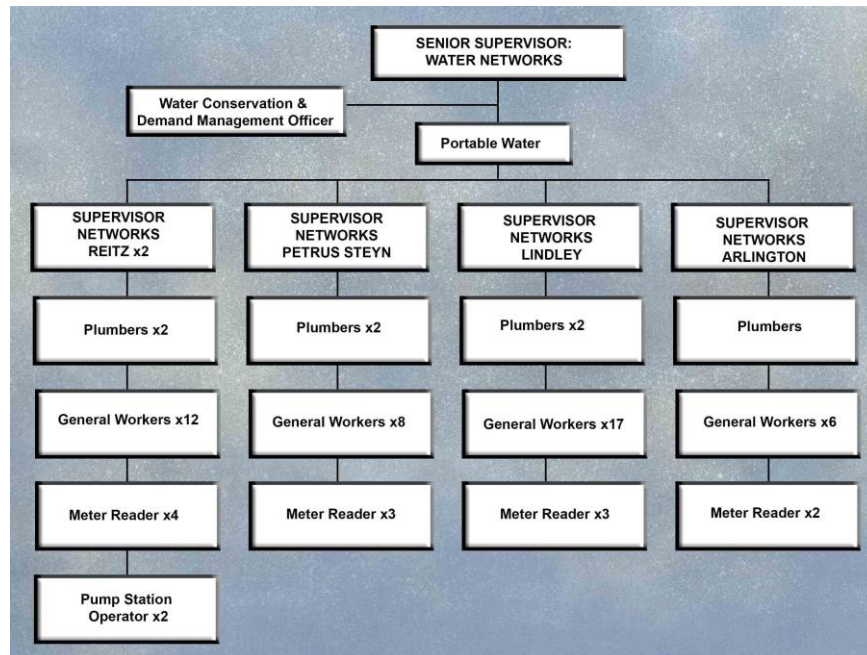 SENIOR SUPERVISOR:
WATER NETWORKS
Water Conservation &
Demand Management Officer
Portable Water
SUPERVISOR
NETWORKS
REITZ x2
SUPERVISOR
NETWORKS
PETRUS STEYN
SUPERVISOR
NETWORKS
LINDLEY
SUPERVISOR
NETWORKS
ARLINGTON
Plumbers x2
Plumbers x2
Plumbers x2
Plumbers
General Workers x12
General Workers x8
General Workers x17
General Workers x6
Meter Reader x4
Meter Reader x3
Meter Reader x3
Meter Reader x2
Pump Station
Operator x2